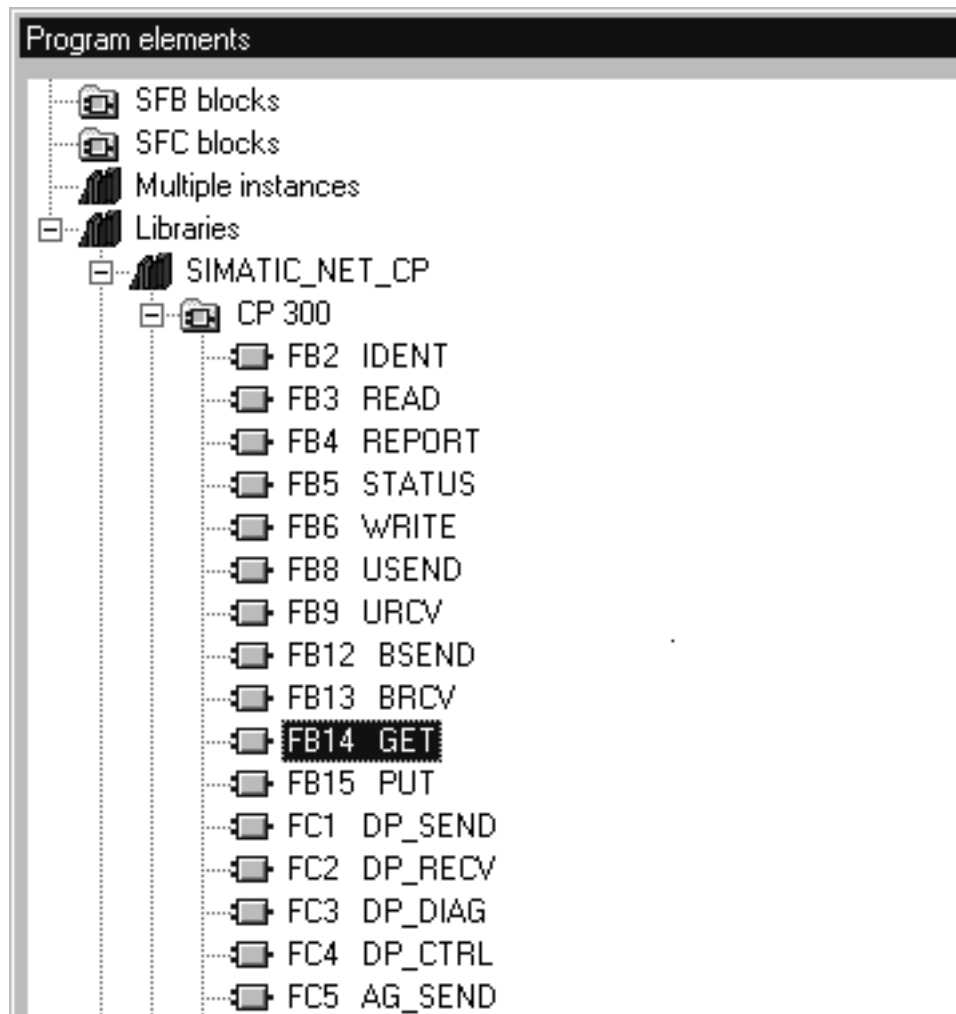 Program elements
SFB blocks
SFC blocks
Multiple instances
Libraries
SIMATIC_NET_CP
CP 300
FB2 IDENT
FB3 READ
FB4 REPORT
FB5 STATUS
FB6 WRITE
FB8 USEND
FB9 URCV
FB12 BSEND
FB13 BRCV
FB14 GET
FB15 PUT
FC1 DP_SEND
FC2 DP_RECV
FC3 DP_DIAG
FC4 DP_CTRL
FC5 AG_SEND